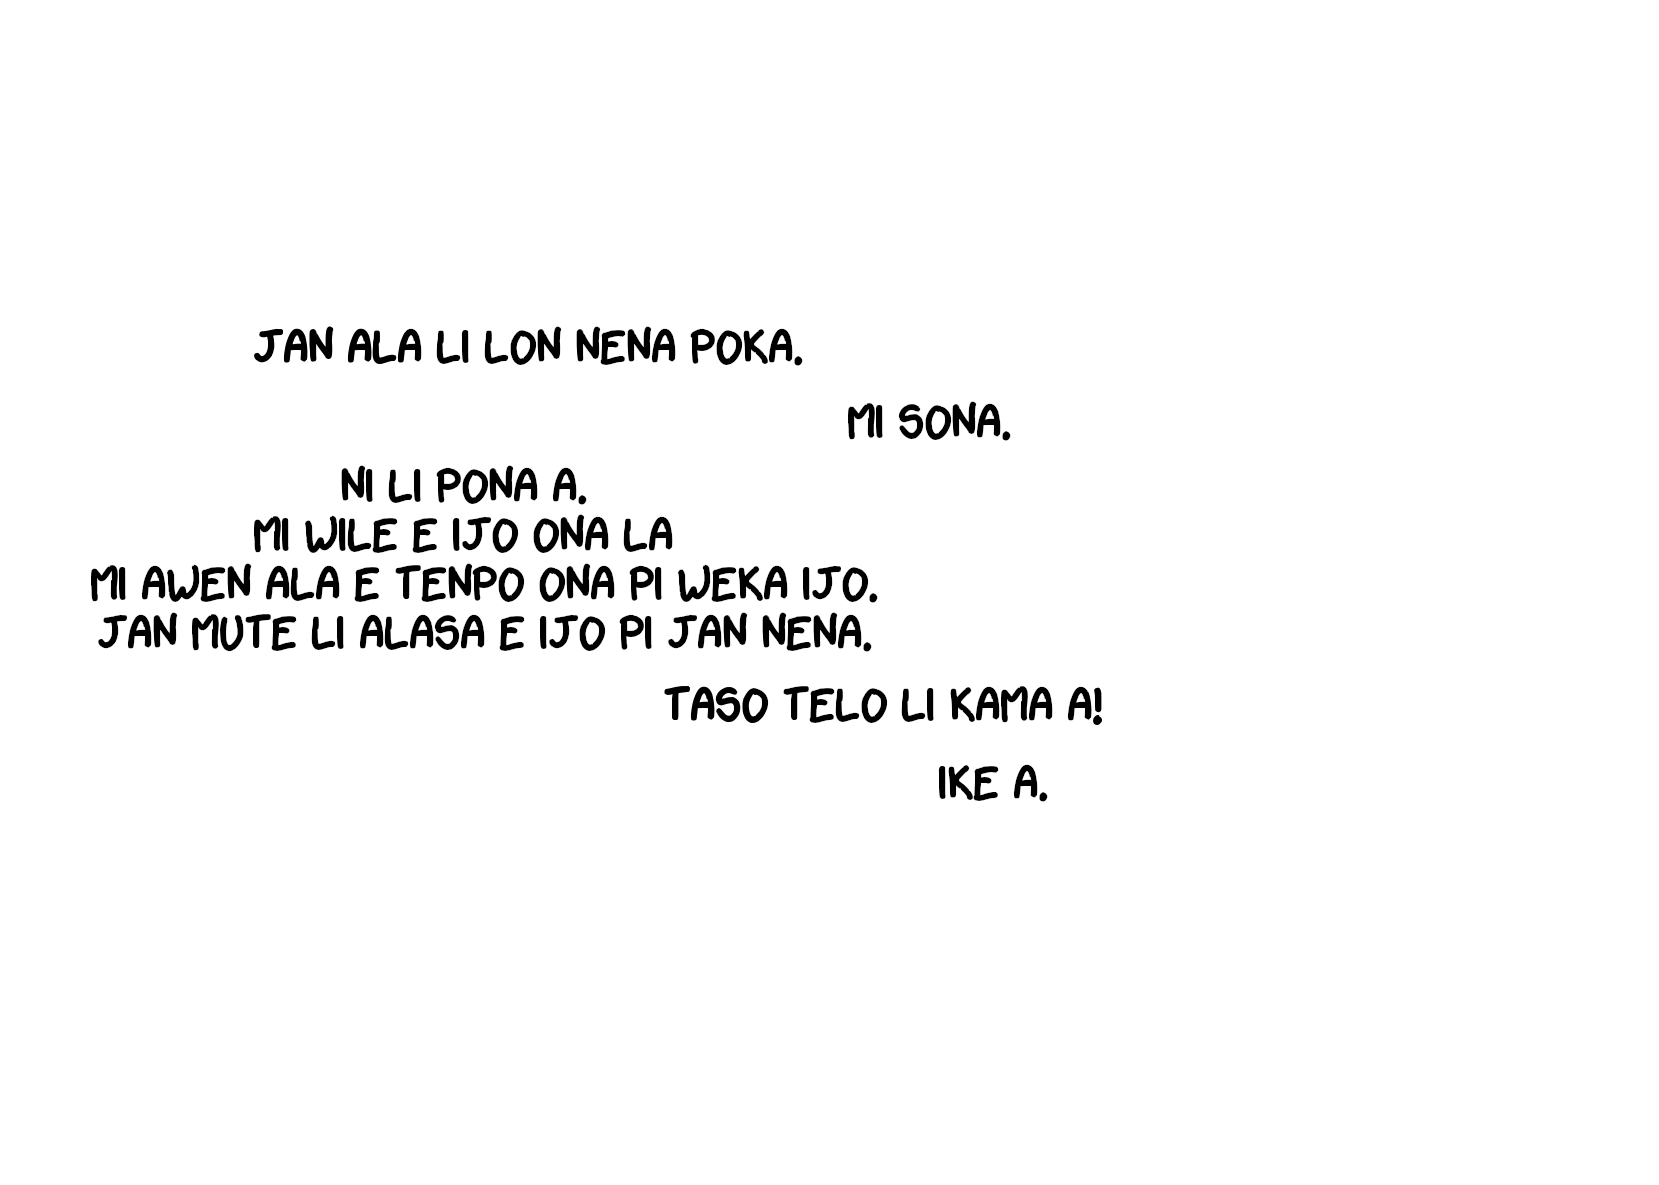 JAN ALA LI LON NENA POKA.
MI SONA.
NI LI PONA A.
MI WILE E IJO ONA LA
MI AWEN ALA E TENPO ONA PI WEKA IJO.
JAN MUTE LI ALASA E IJO PI JAN NENA.
TASO TELO LI KAMA A!
IKE A.